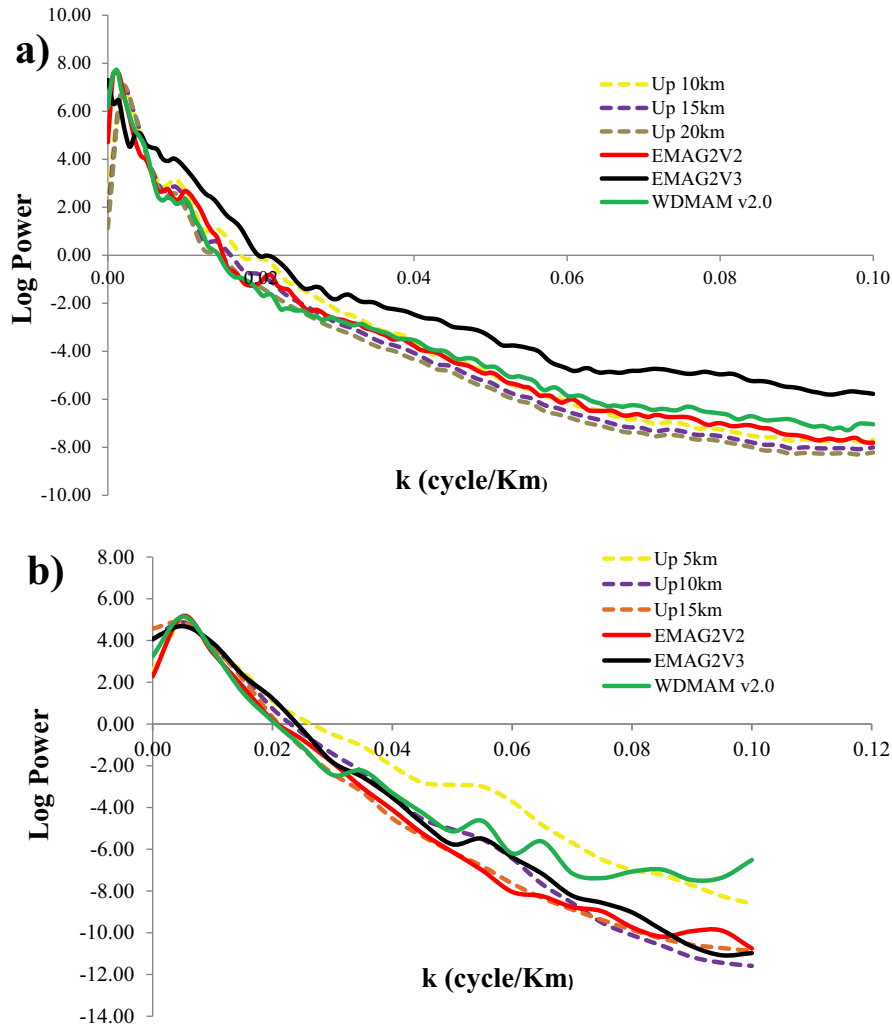 a)
10.00
8.00
6.00
4.00
2.00
0.00
-2.00
-4.00
-6.00
-8.00
-10.00
Log Power
0.00
0.02
0.04
0.06
0.08
0.10
k (cycle/Km)
Up 10km
Up 15km
Up 20km
EMAG2V2
EMAG2V3
WDMAM v2.0
b)
8.00
6.00
4.00
2.00
0.00
-2.00
-4.00
-6.00
-8.00
-10.00
-12.00
-14.00
Log Power
0.00
0.02
0.04
0.06
0.08
0.10
0.12
k (cycle/Km)
Up 5km
Up10km
Up15km
EMAG2V2
EMAG2V3
WDMAM v2.0